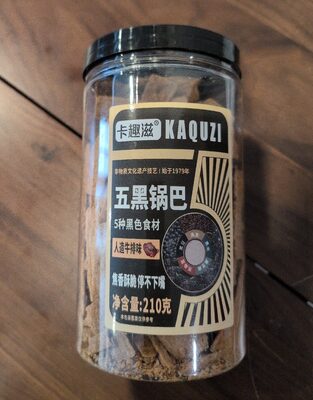 卡趣滋® KAQUZI
非物质文化遗产技艺 | 始于1979年
五黑锅巴
5种黑色食材
人造牛排味
焦香酥脆 停不下嘴
净含量:210克